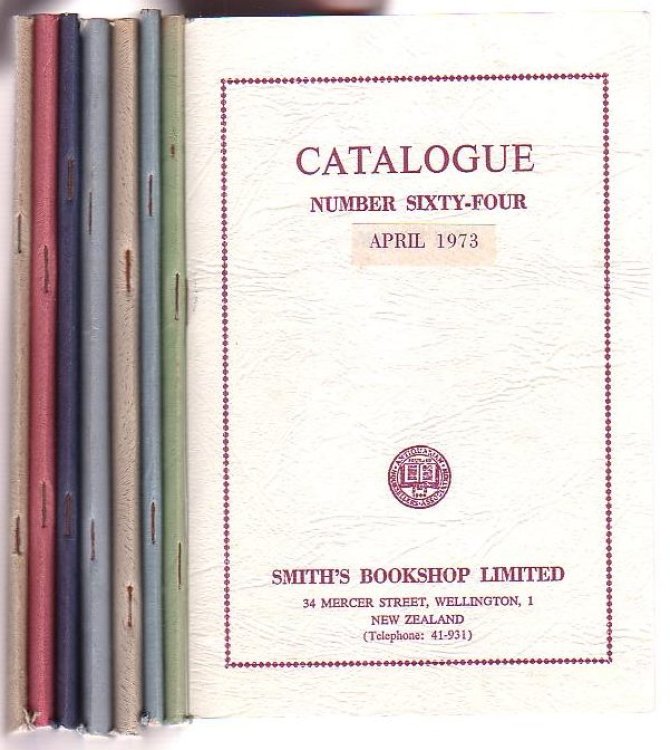 CATALOGUE
NUMBER SIXTY-FOUR
APRIL 1973
SMITH'S BOOKSHOP LIMITED
34 MERCER STREET, WELLINGTON, 1
NEW ZEALAND
(Telephone: 41-931)